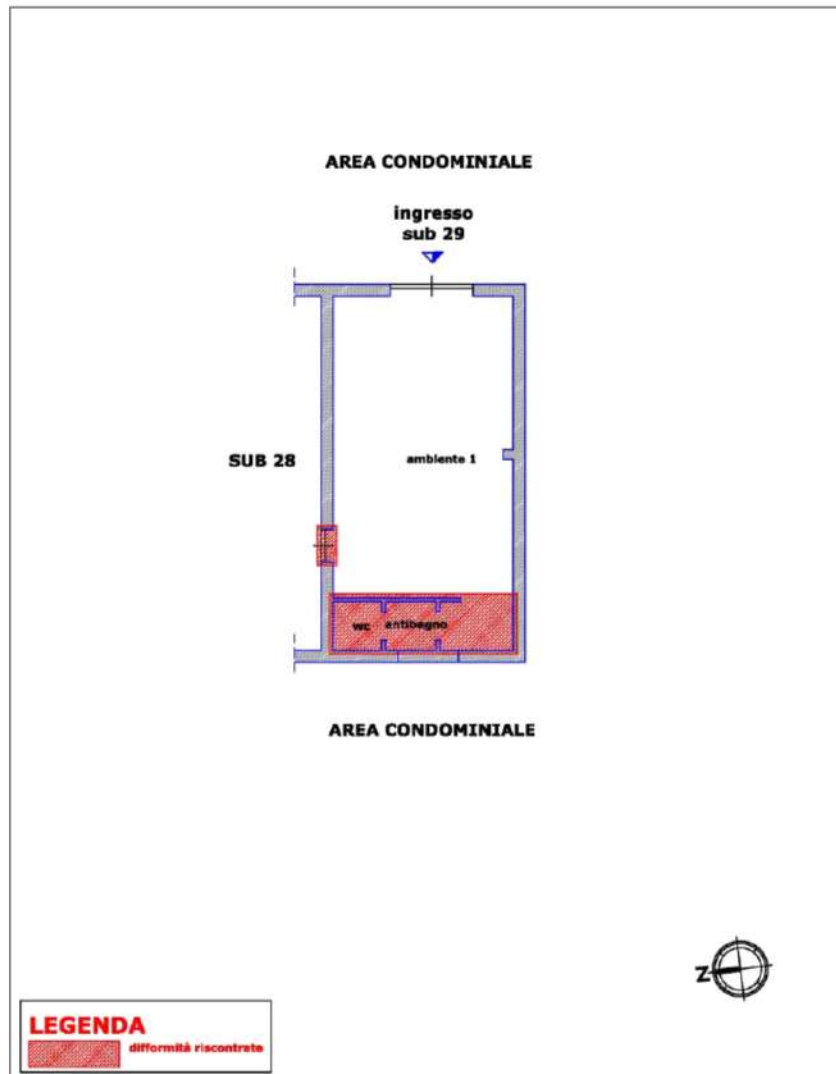 AREA CONDOMINIALE
ingresso
sub 29
SUB 28
ambiente 1
wc
antibagno
AREA CONDOMINIALE
N
LEGENDA
difformità riscontrate